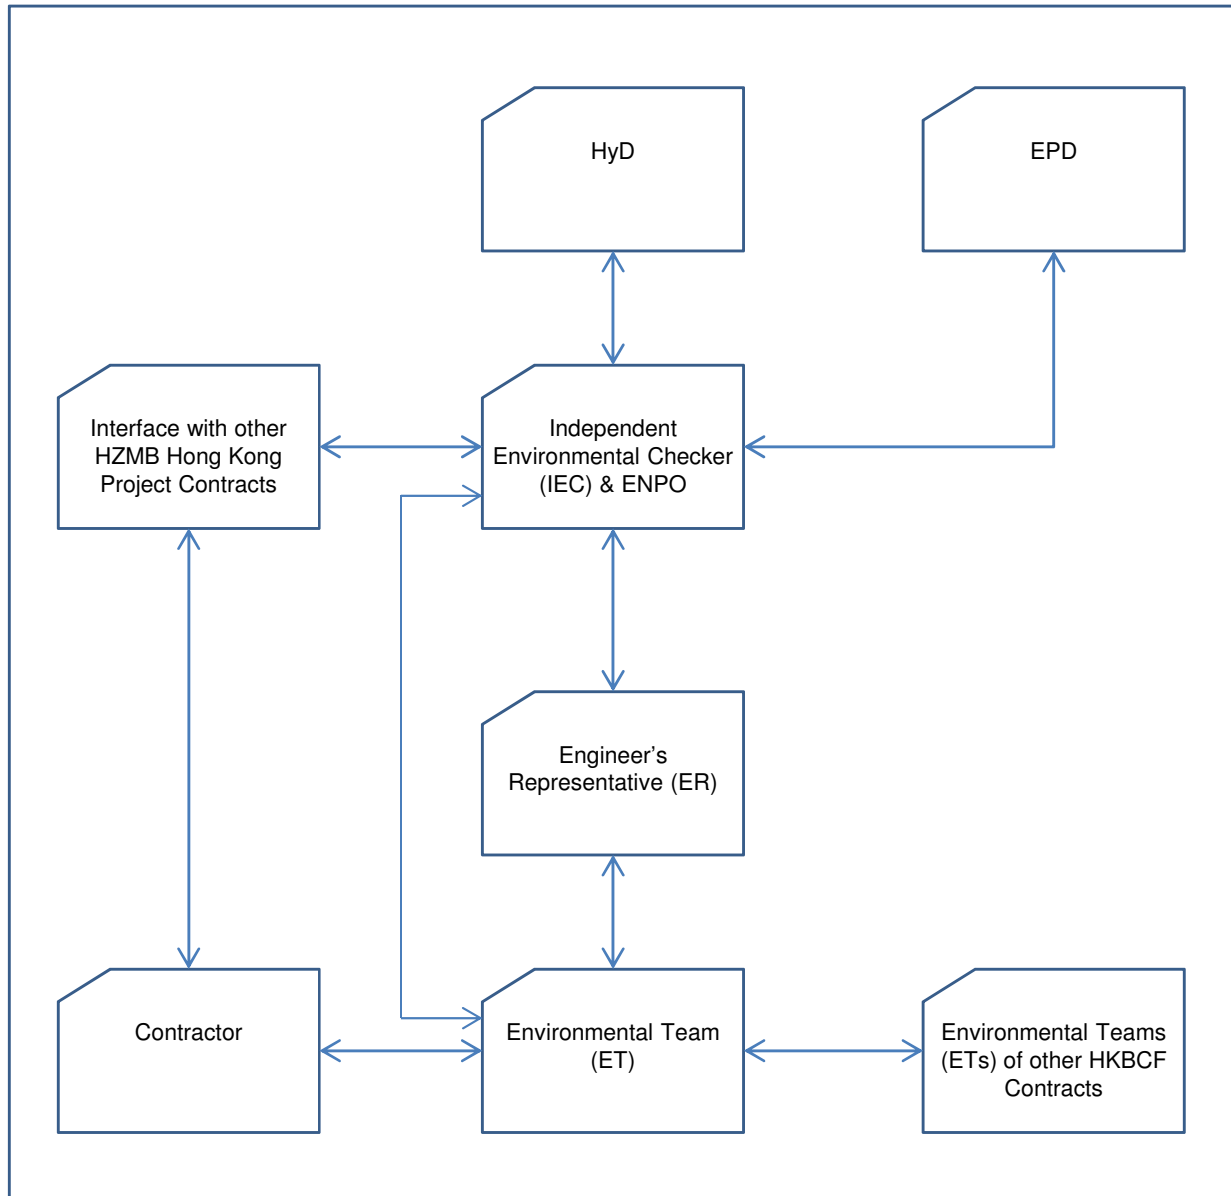 HyD
EPD
Interface with other
HZMB Hong Kong
Project Contracts
Independent
Environmental Checker
(IEC) & ENPO
Engineer’s
Representative (ER)
Contractor
Environmental Team
(ET)
Environmental Teams
(ETs) of other HKBCF
Contracts